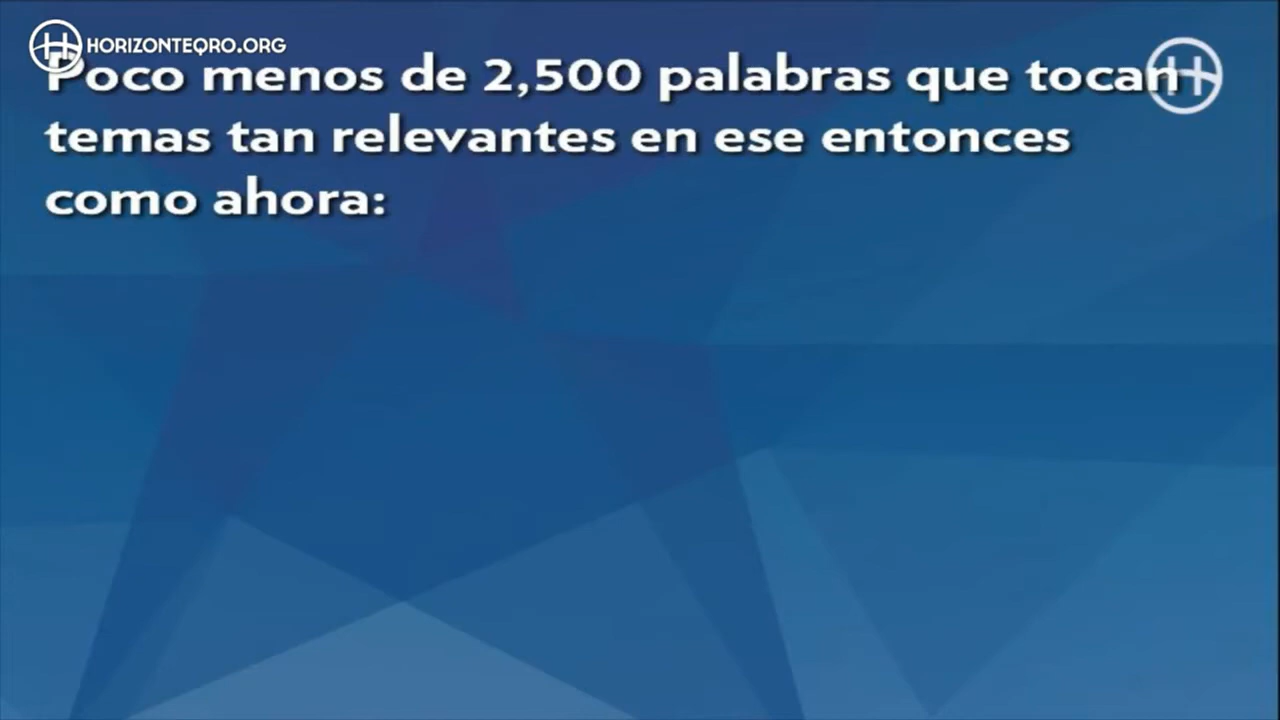 HORIZONTEQRO.ORG
Poco menos de 2,500 palabras que tocan
temas tan relevantes en ese entonces
como ahora: